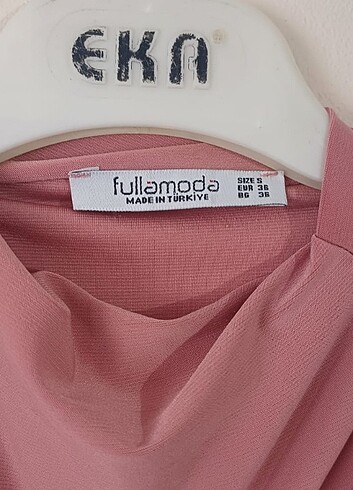 EKA
fullamoda
MADE IN TÜRKİYE
SIZE S
EUR 36
BG 36